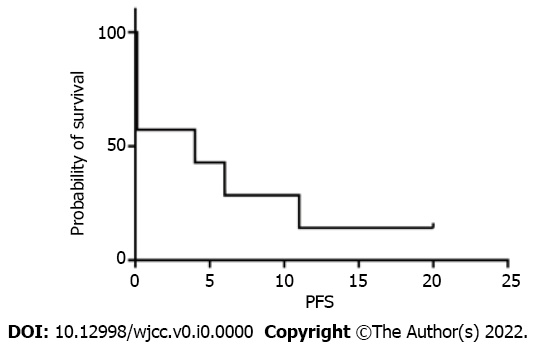 Probability of survival
100
50
0
0 5 10 15 20 25
PFS
DOI: 10.12998/wjcc.v0.i0.0000 Copyright ©The Author(s) 2022.